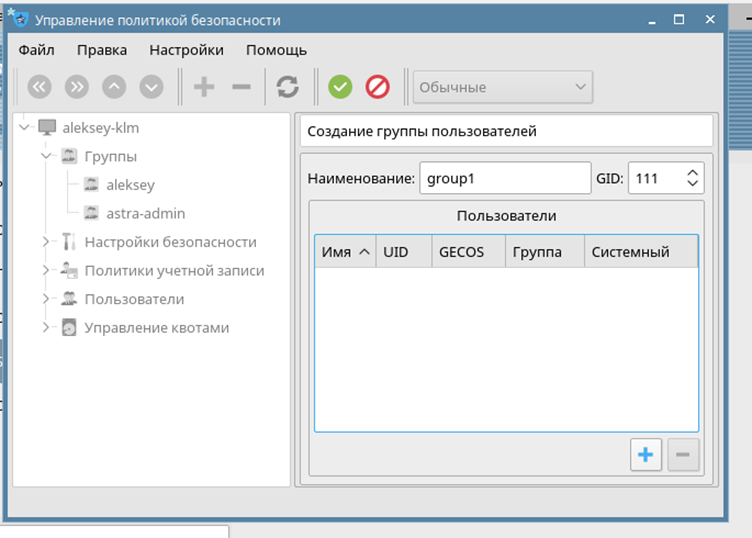 Управление политикой безопасности
Файл Правка Настройки Помощь
Обычные
aleksey-klm
Группы
aleksey
astra-admin
Настройки безопасности
Политики учетной записи
Пользователи
Управление квотами
Создание группы пользователей
Наименование: group1 GID: 111
Пользователи
Имя UID GECOS Группа Системный